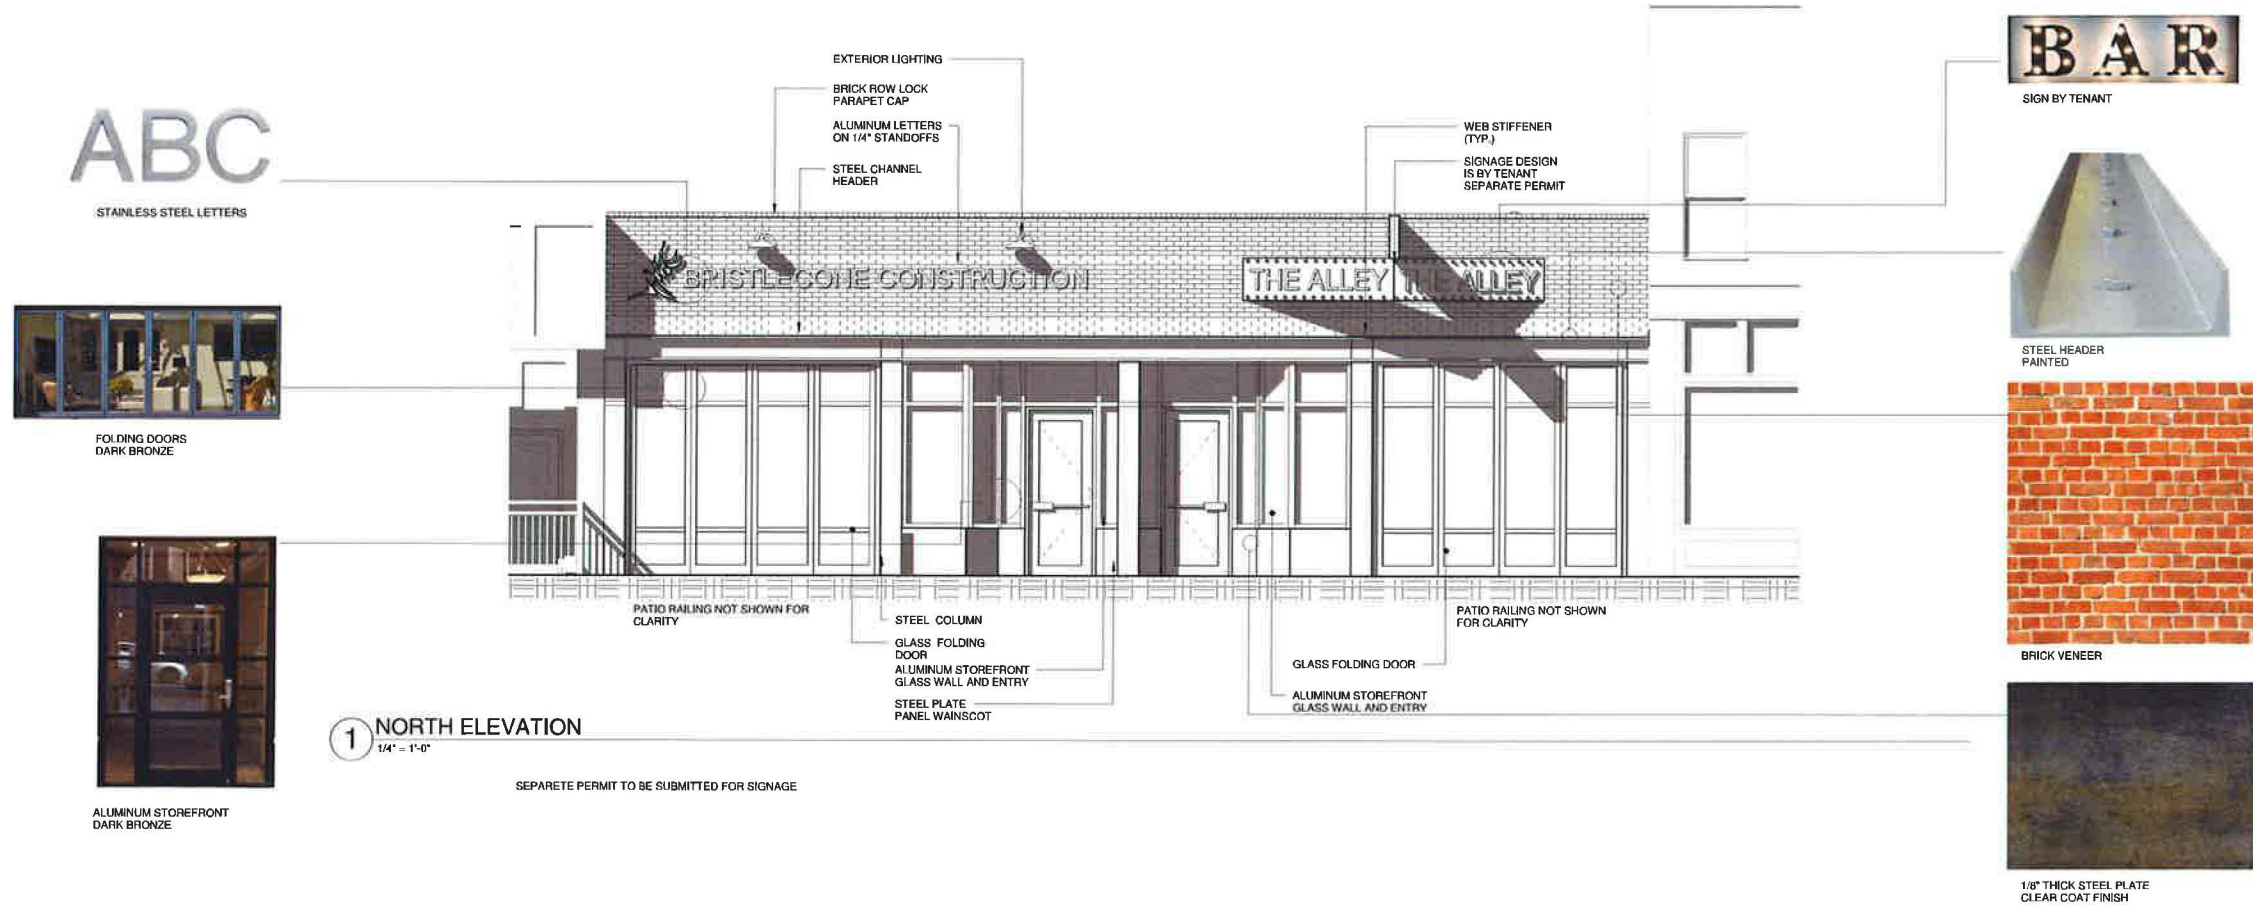 BAR
SIGN BY TENANT
EXTERIOR LIGHTING
BRICK ROW LOCK
PARAPET CAP
ALUMINUM LETTERS
ON 1/4" STANDOFFS
STEEL CHANNEL
HEADER
WEB STIFFENER
(TYP.)
SIGNAGE DESIGN
IS BY TENANT
SEPARATE PERMIT
ABC
STAINLESS STEEL LETTERS
BRISTLECONE CONSTRUCTION
THE ALLEY
THE ALLEY
STEEL HEADER
PAINTED
FOLDING DOORS
DARK BRONZE
PATIO RAILING NOT SHOWN FOR
CLARITY
STEEL COLUMN
GLASS FOLDING
DOOR
ALUMINUM STOREFRONT
GLASS WALL AND ENTRY
STEEL PLATE
PANEL WAINSCOT
PATIO RAILING NOT SHOWN
FOR CLARITY
GLASS FOLDING DOOR
ALUMINUM STOREFRONT
GLASS WALL AND ENTRY
BRICK VENEER
1 NORTH ELEVATION
1/4" = 1'-0"
SEPARETE PERMIT TO BE SUBMITTED FOR SIGNAGE
ALUMINUM STOREFRONT
DARK BRONZE
1/8" THICK STEEL PLATE
CLEAR COAT FINISH